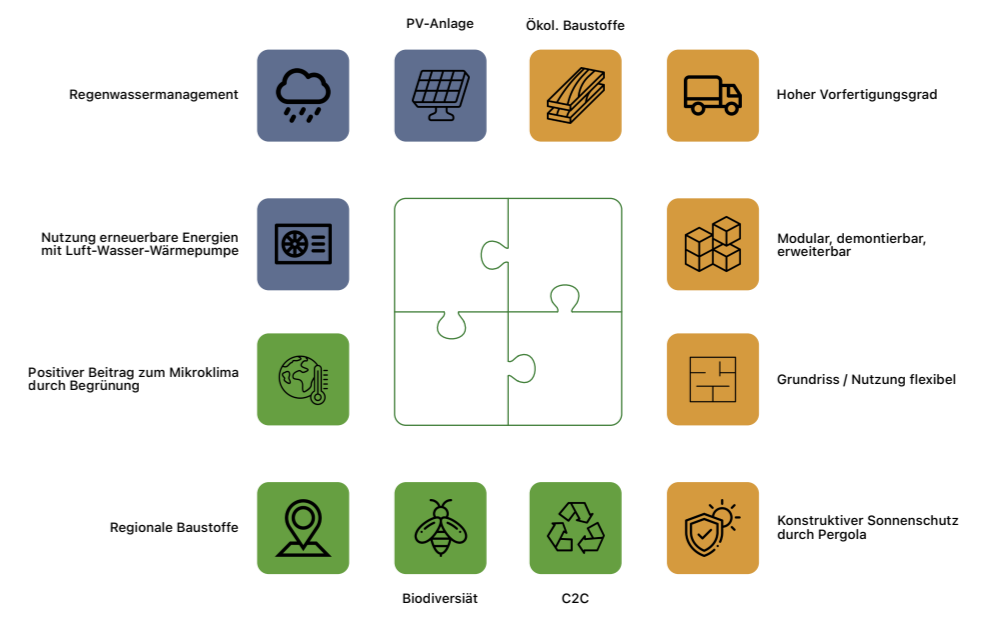 PV-Anlage
Ökol. Baustoffe
Regenwassermanagement
Hoher Vorfertigungsgrad
Nutzung erneuerbare Energien
mit Luft-Wasser-Wärmepumpe
Modular, demontierbar,
erweiterbar
Positiver Beitrag zum Mikroklima
durch Begrünung
Grundriss / Nutzung flexibel
Regionale Baustoffe
Konstruktiver Sonnenschutz
durch Pergola
Biodiversiät
C2C